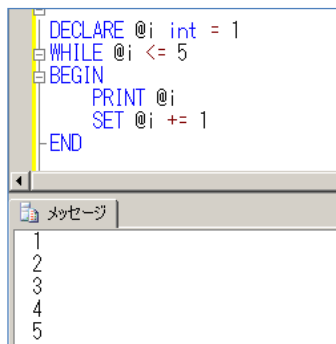 DECLARE @i int = 1
WHILE @i <= 5
BEGIN
PRINT @i
SET @i += 1
END
メッセージ
1
2
3
4
5